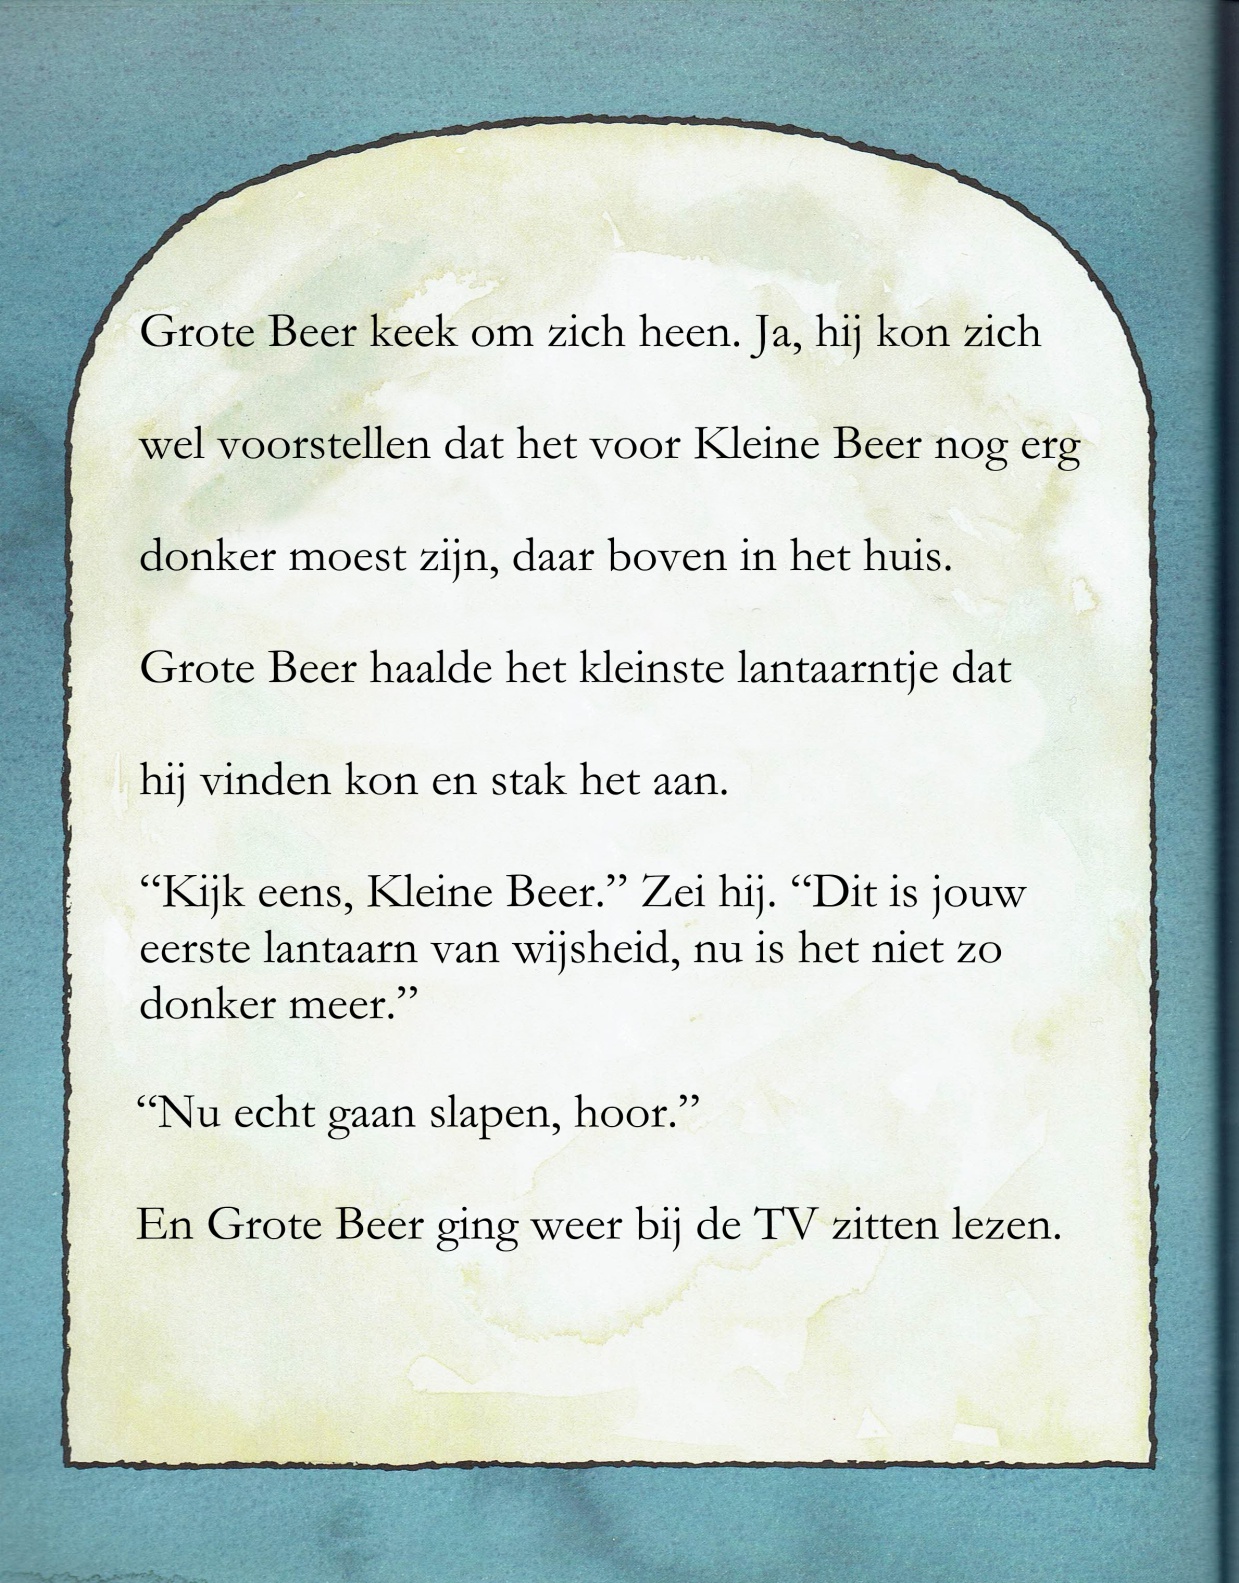 Grote Beer keek om zich heen. Ja, hij kon zich
wel voorstellen dat het voor Kleine Beer nog erg
donker moest zijn, daar boven in het huis.
Grote Beer haalde het kleinste lantaarntje dat
hij vinden kon en stak het aan.
“Kijk eens, Kleine Beer.” Zei hij. “Dit is jouw
eerste lantaarn van wijsheid, nu is het niet zo
donker meer.”
“Nu echt gaan slapen, hoor.”
En Grote Beer ging weer bij de TV zitten lezen.